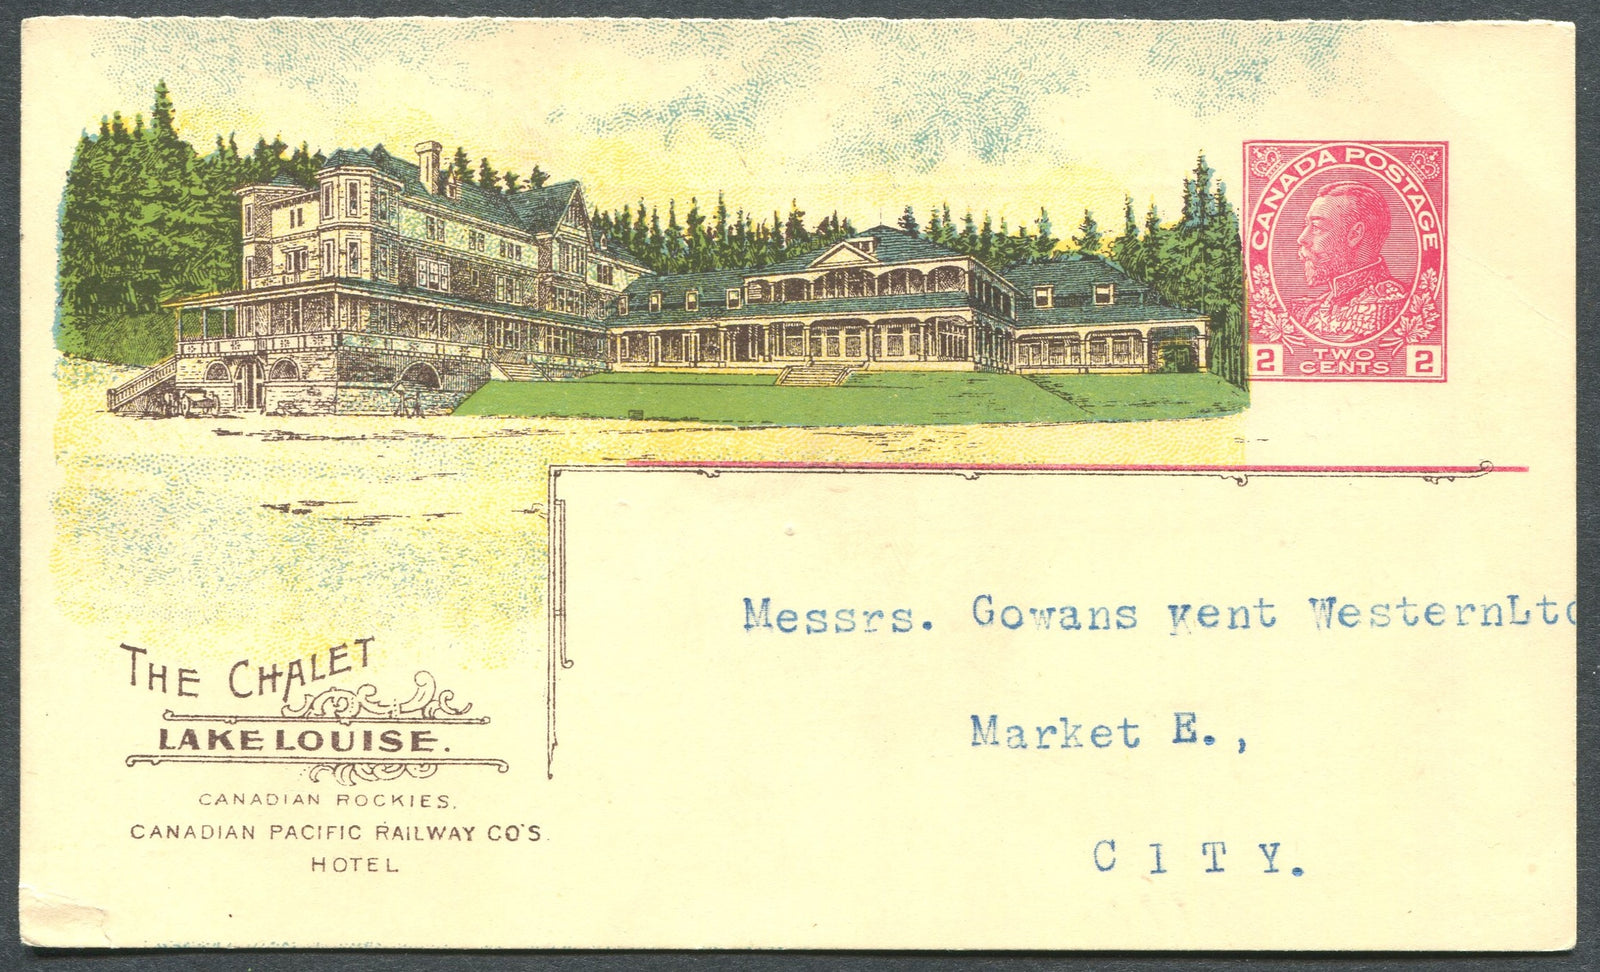 CANADA POSTAGE
2 TWO CENTS 2
Messrs. Gowans Kent WesternLtd
Market E.,
CITY.
THE CHALET
LAKE LOUISE.
CANADIAN ROCKIES.
CANADIAN PACIFIC RAILWAY CO'S.
HOTEL